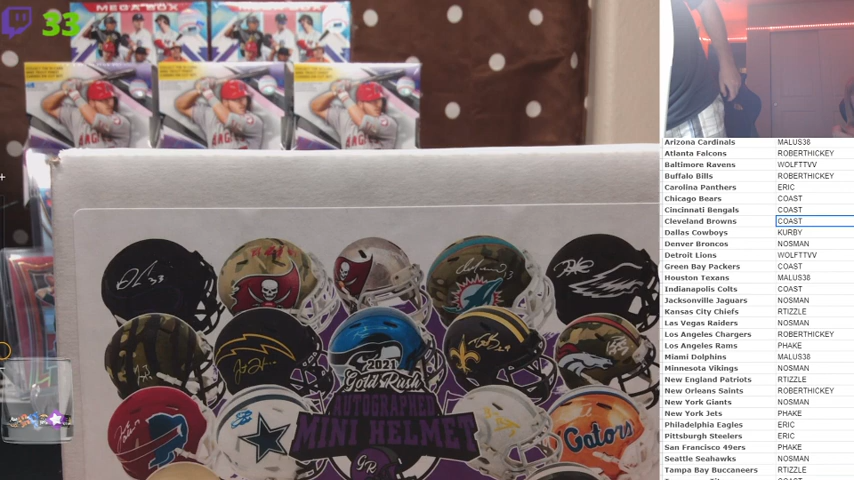 33
MEGA BOX
ANGELS
2021
Gold Rush
AUTOGRAPHED
MINI HELMET
GR
Gators
Arizona Cardinals MALUS38
Atlanta Falcons ROBERTHICKEY
Baltimore Ravens WOLFTTVV
Buffalo Bills ROBERTHICKEY
Carolina Panthers ERIC
Chicago Bears COAST
Cincinnati Bengals COAST
Cleveland Browns COAST
Dallas Cowboys KURBY
Denver Broncos NOSMAN
Detroit Lions WOLFTTVV
Green Bay Packers COAST
Houston Texans MALUS38
Indianapolis Colts COAST
Jacksonville Jaguars NOSMAN
Kansas City Chiefs RTIZZLE
Las Vegas Raiders NOSMAN
Los Angeles Chargers ROBERTHICKEY
Los Angeles Rams PHAKE
Miami Dolphins MALUS38
Minnesota Vikings NOSMAN
New England Patriots RTIZZLE
New Orleans Saints ROBERTHICKEY
New York Giants NOSMAN
New York Jets PHAKE
Philadelphia Eagles ERIC
Pittsburgh Steelers ERIC
San Francisco 49ers PHAKE
Seattle Seahawks NOSMAN
Tampa Bay Buccaneers RTIZZLE